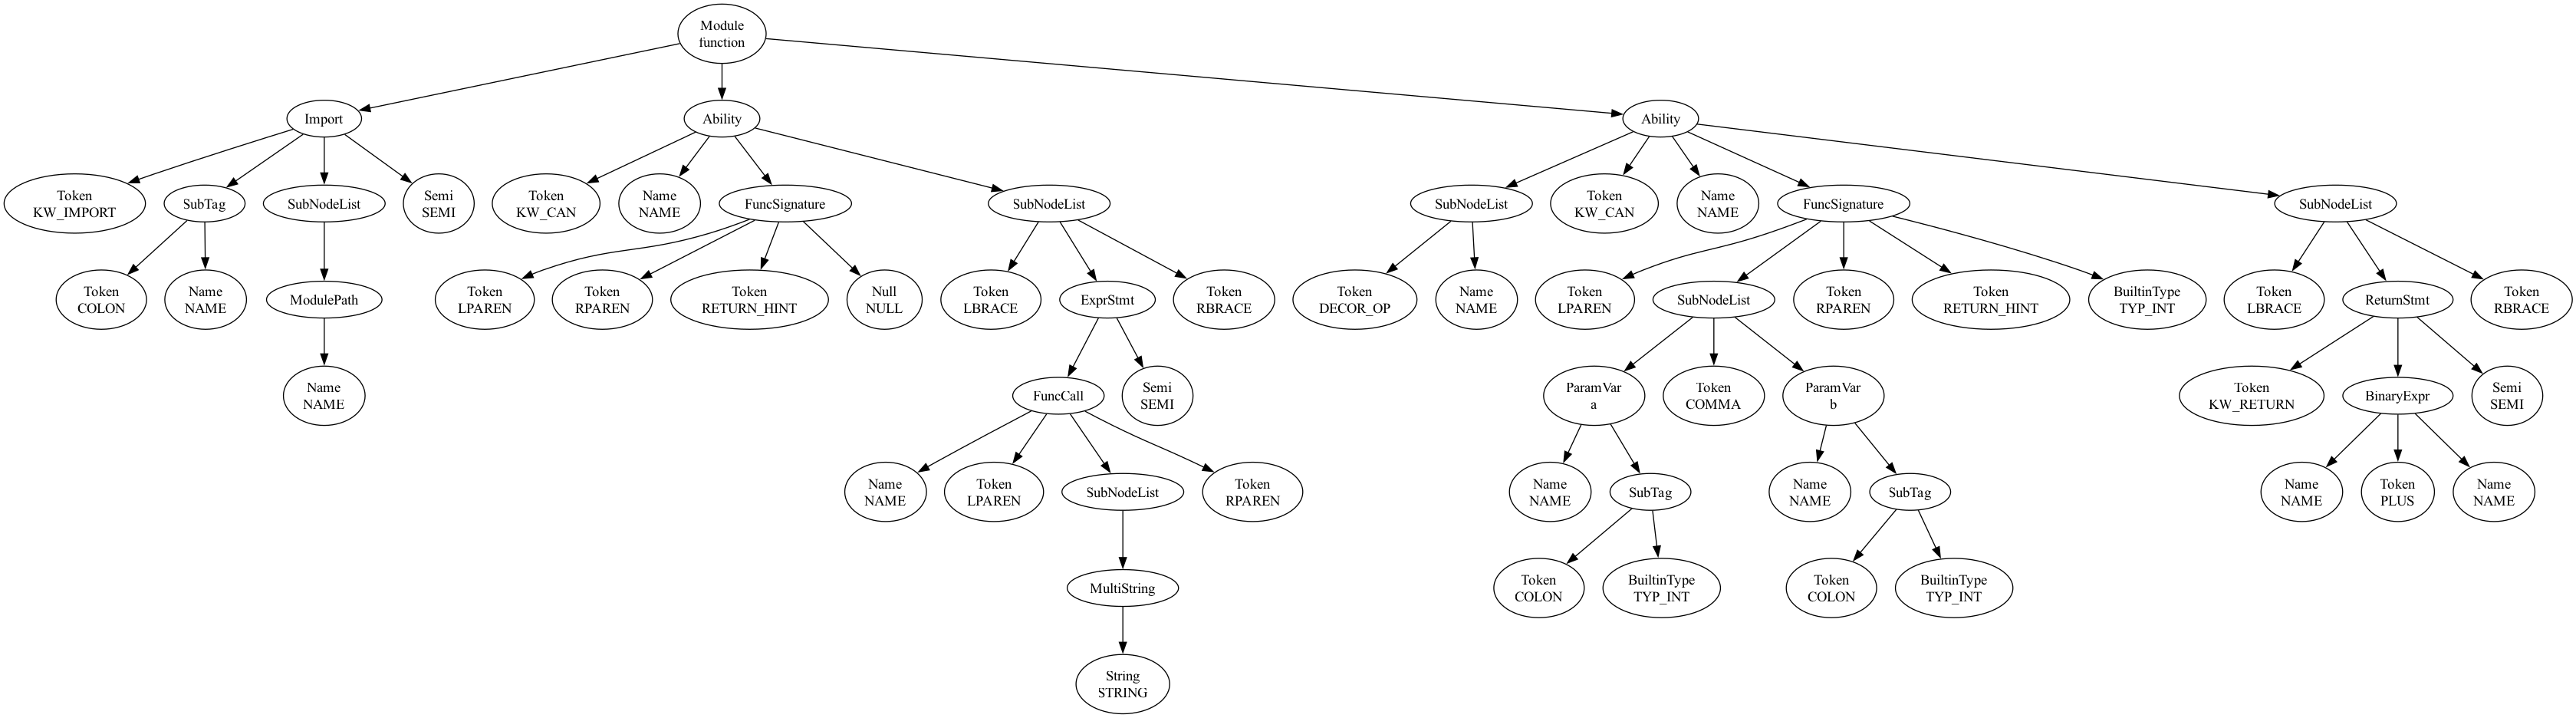 Module
function
Import
Ability
Ability
Token
KW_IMPORT
SubTag
SubNodeList
Semi
SEMI
Token
KW_CAN
Name
NAME
FuncSignature
SubNodeList
SubNodeList
Token
KW_CAN
Name
NAME
FuncSignature
SubNodeList
Token
COLON
Name
NAME
ModulePath
Token
LPAREN
Token
RPAREN
Token
RETURN_HINT
Null
NULL
Token
LBRACE
ExprStmt
Token
RBRACE
Token
DECOR_OP
Name
NAME
Token
LPAREN
SubNodeList
Token
RPAREN
Token
RETURN_HINT
BuiltinType
TYP_INT
Token
LBRACE
ReturnStmt
Token
RBRACE
Name
NAME
FuncCall
Semi
SEMI
ParamVar
a
Token
COMMA
ParamVar
b
Token
KW_RETURN
BinaryExpr
Semi
SEMI
Name
NAME
Token
LPAREN
SubNodeList
Token
RPAREN
Name
NAME
SubTag
Name
NAME
SubTag
Name
NAME
Token
PLUS
Name
NAME
MultiString
Token
COLON
BuiltinType
TYP_INT
Token
COLON
BuiltinType
TYP_INT
String
STRING